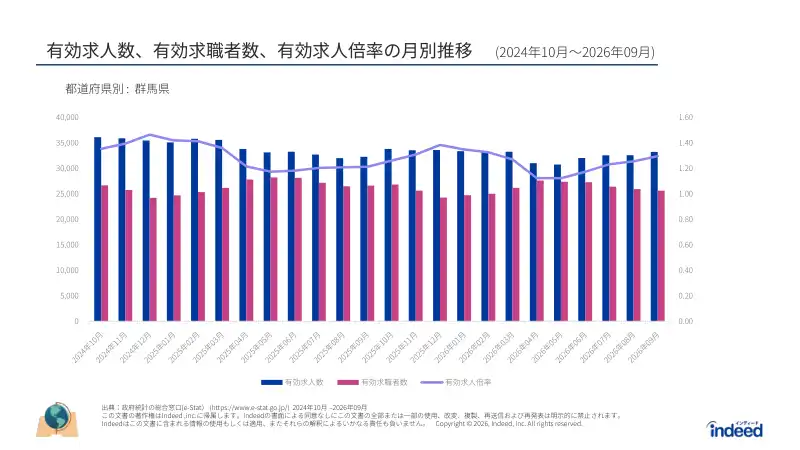 有効求人数、有効求職者数、有効求人倍率の月別推移 (2024年10月～2026年09月)
都道府県別 : 群馬県
40,000
35,000
30,000
25,000
20,000
15,000
10,000
5,000
0
1.60
1.40
1.20
1.00
0.80
0.60
0.40
0.20
0.00
2024年10月
2024年11月
2024年12月
2025年01月
2025年02月
2025年03月
2025年04月
2025年05月
2025年06月
2025年07月
2025年08月
2025年09月
2025年10月
2025年11月
2025年12月
2026年01月
2026年02月
2026年03月
2026年04月
2026年05月
2026年06月
2026年07月
2026年08月
2026年09月
有効求人数 有効求職者数 有効求人倍率
出典：政府統計の総合窓口(e-Stat) (https://www.e-stat.go.jp/) 2024年10月 –2026年09月
この文書の著作権はIndeed ,inc.に帰属します。Indeedの書面による同意なしにこの文書の全部または一部の使用、改変、複製、再送信および再発表は明示的に禁止されます。
Indeedはこの文書に含まれる情報の使用もしくは適用、またそれらの解釈によるいかなる責任も負いません。 Copyright © 2026, Indeed, Inc. All rights reserved.
インディード
indeed